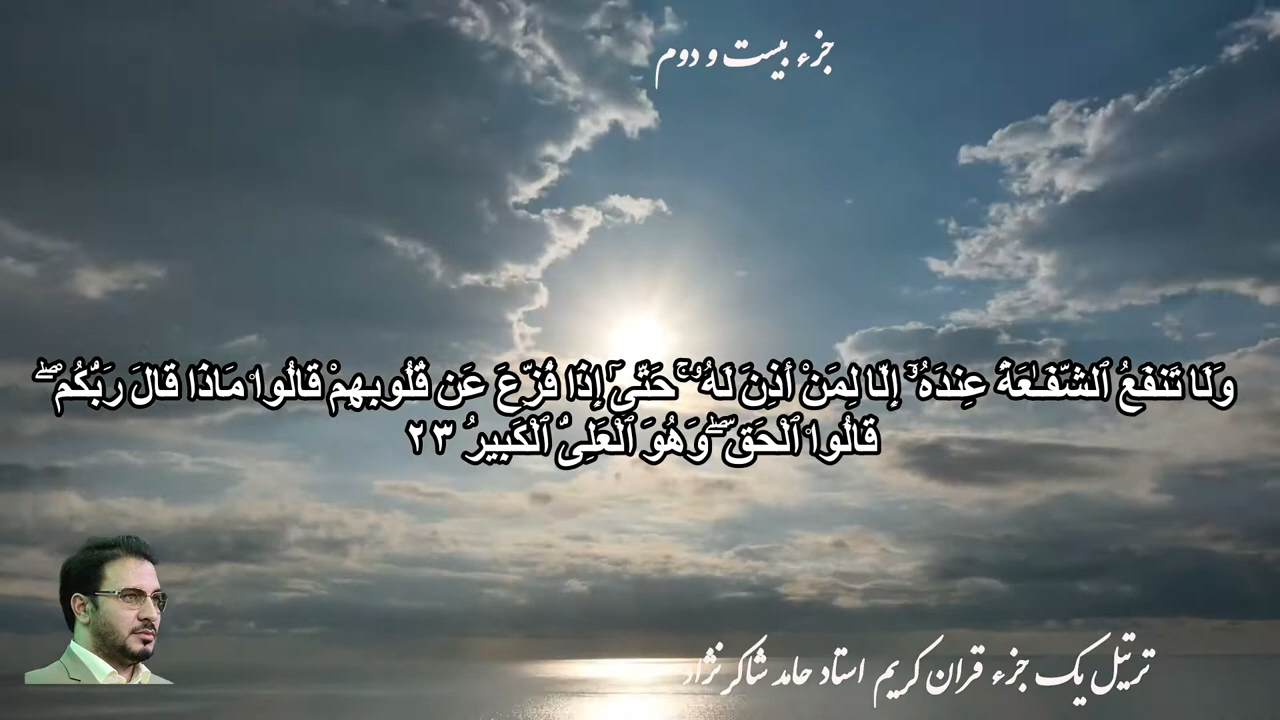 جزء بیست و دوم
وَلَا تَنفَعُ ٱلشَّفَـٰعَةُ عِندَهُۥٓ إِلَّا لِمَنْ أَذِنَ لَهُۥ ۚ حَتَّىٰٓ إِذَا فُزِّعَ عَن قُلُوبِهِمْ قَالُوا۟ مَاذَا قَالَ رَبُّكُمْ ۖ
قَالُوا۟ ٱلْحَقَّ ۖ وَهُوَ ٱلْعَلِىُّ ٱلْكَبِيرُ ٢٣
ترتیل یک جزء قران کریم استاد حامد شاکرنژاد